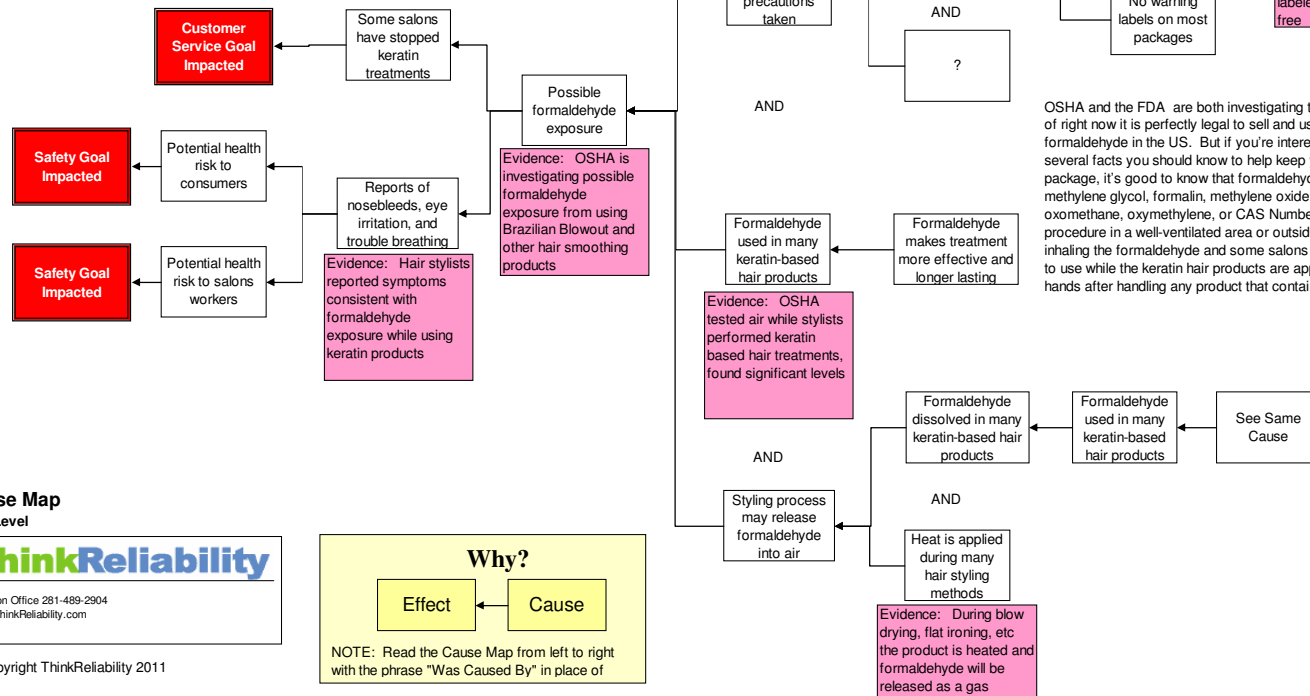 Customer
Service Goal
Impacted
Some salons
have stopped
keratin
treatments
Safety Goal
Impacted
Potential health
risk to
consumers
Safety Goal
Impacted
Potential health
risk to salons
workers
Reports of
nosebleeds, eye
irritation, and
trouble breathing
Evidence: Hair stylists
reported symptoms
consistent with
formaldehyde
exposure while using
keratin products
Possible
formaldehyde
exposure
Evidence: OSHA is
investigating possible
formaldehyde
exposure from using
Brazilian Blowout and
other hair smoothing
products
precautions
taken
AND
?
No warning
labels on most
packages
free
AND
Formaldehyde
used in many
keratin-based
hair products
Formaldehyde
makes treatment
more effective and
longer lasting
Evidence: OSHA
tested air while stylists
performed keratin
based hair treatments,
found significant levels
OSHA and the FDA are both investigating
of right now it is perfectly legal to sell and
formaldehyde in the US. But if you're
several facts you should know to help keep
package, it's good to know that
methylene glycol, formalin, methylene oxide
oxomethane, oxymethylene, or CAS
procedure in a well-ventilated area or
inhaling the formaldehyde and some salons
to use while the keratin hair products are
hands after handling any product that
AND
Formaldehyde
dissolved in many
keratin-based hair
products
Formaldehyde
used in many
keratin-based
hair products
See Same
Cause
Styling process
may release
formaldehyde
into air
AND
Heat is applied
during many
hair styling
methods
Evidence: During blow
drying, flat ironing, etc
the product is heated and
formaldehyde will be
released as a gas
se Map
Level
hinkReliability
on Office 281-489-2904
hinkReliability.com
pyright ThinkReliability 2011
Why?
Effect
Cause
NOTE: Read the Cause Map from left to right
with the phrase "Was Caused By" in place of